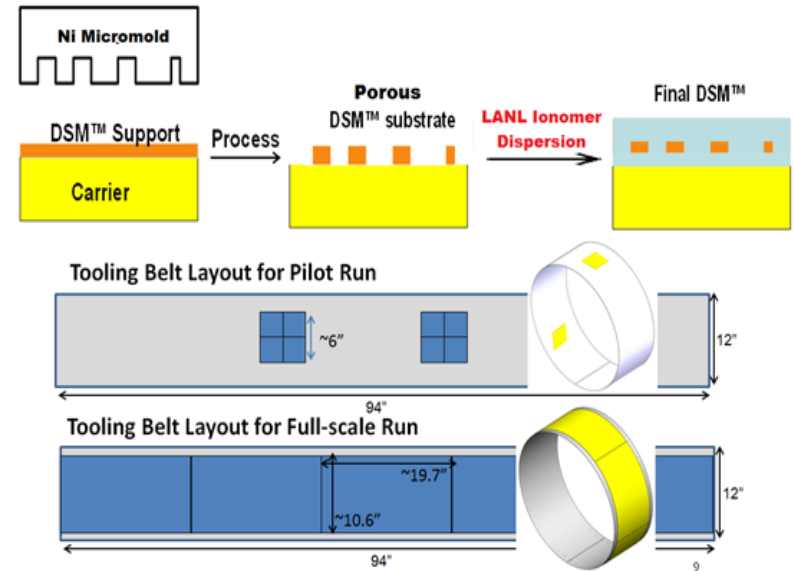 Ni Micromold
DSM™ Support
Carrier
Process
Porous
DSM™ substrate
LANL Ionomer
Dispersion
Final DSM™
Tooling Belt Layout for Pilot Run
~6”
12”
94”
Tooling Belt Layout for Full-scale Run
~19.7”
~10.6”
12”
94”
9